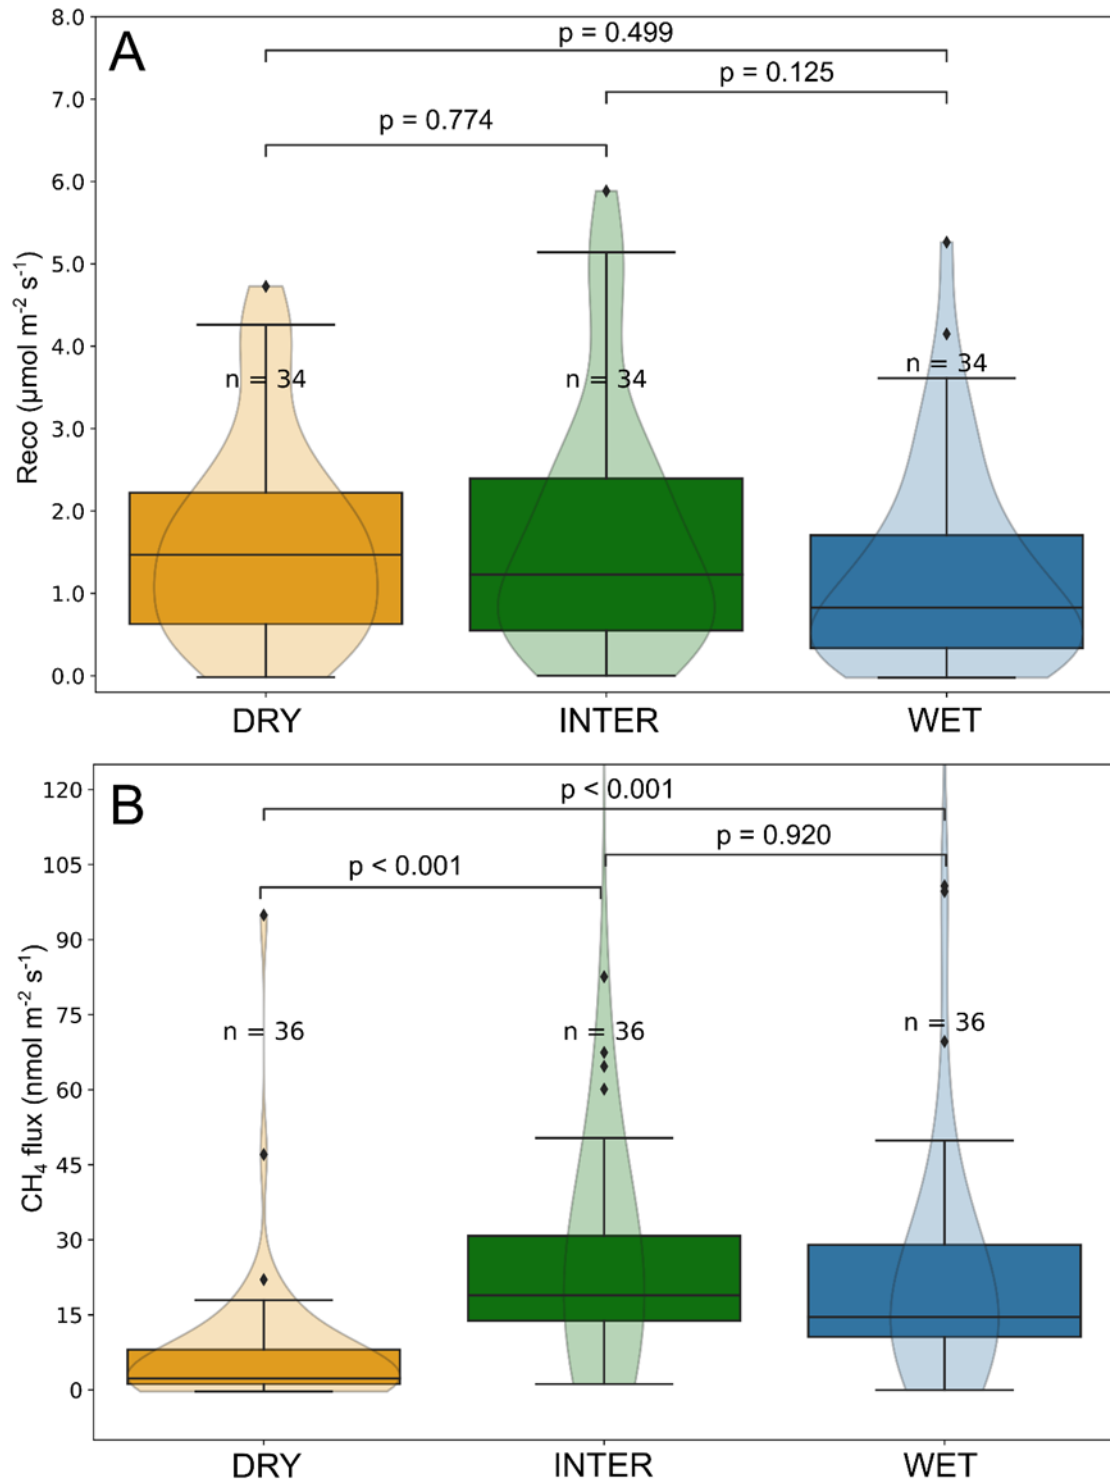 8.0
A
p = 0.499
p = 0.125
7.0
p = 0.774
6.0
5.0
4.0
n = 34
n = 34
n = 34
3.0
2.0
1.0
0.0
Reco (µmol m⁻² s⁻¹)
DRY
INTER
WET
B
120
p < 0.001
p = 0.920
105
p < 0.001
90
75
n = 36
n = 36
n = 36
60
45
30
15
0
CH₄ flux (nmol m⁻² s⁻¹)
DRY
INTER
WET